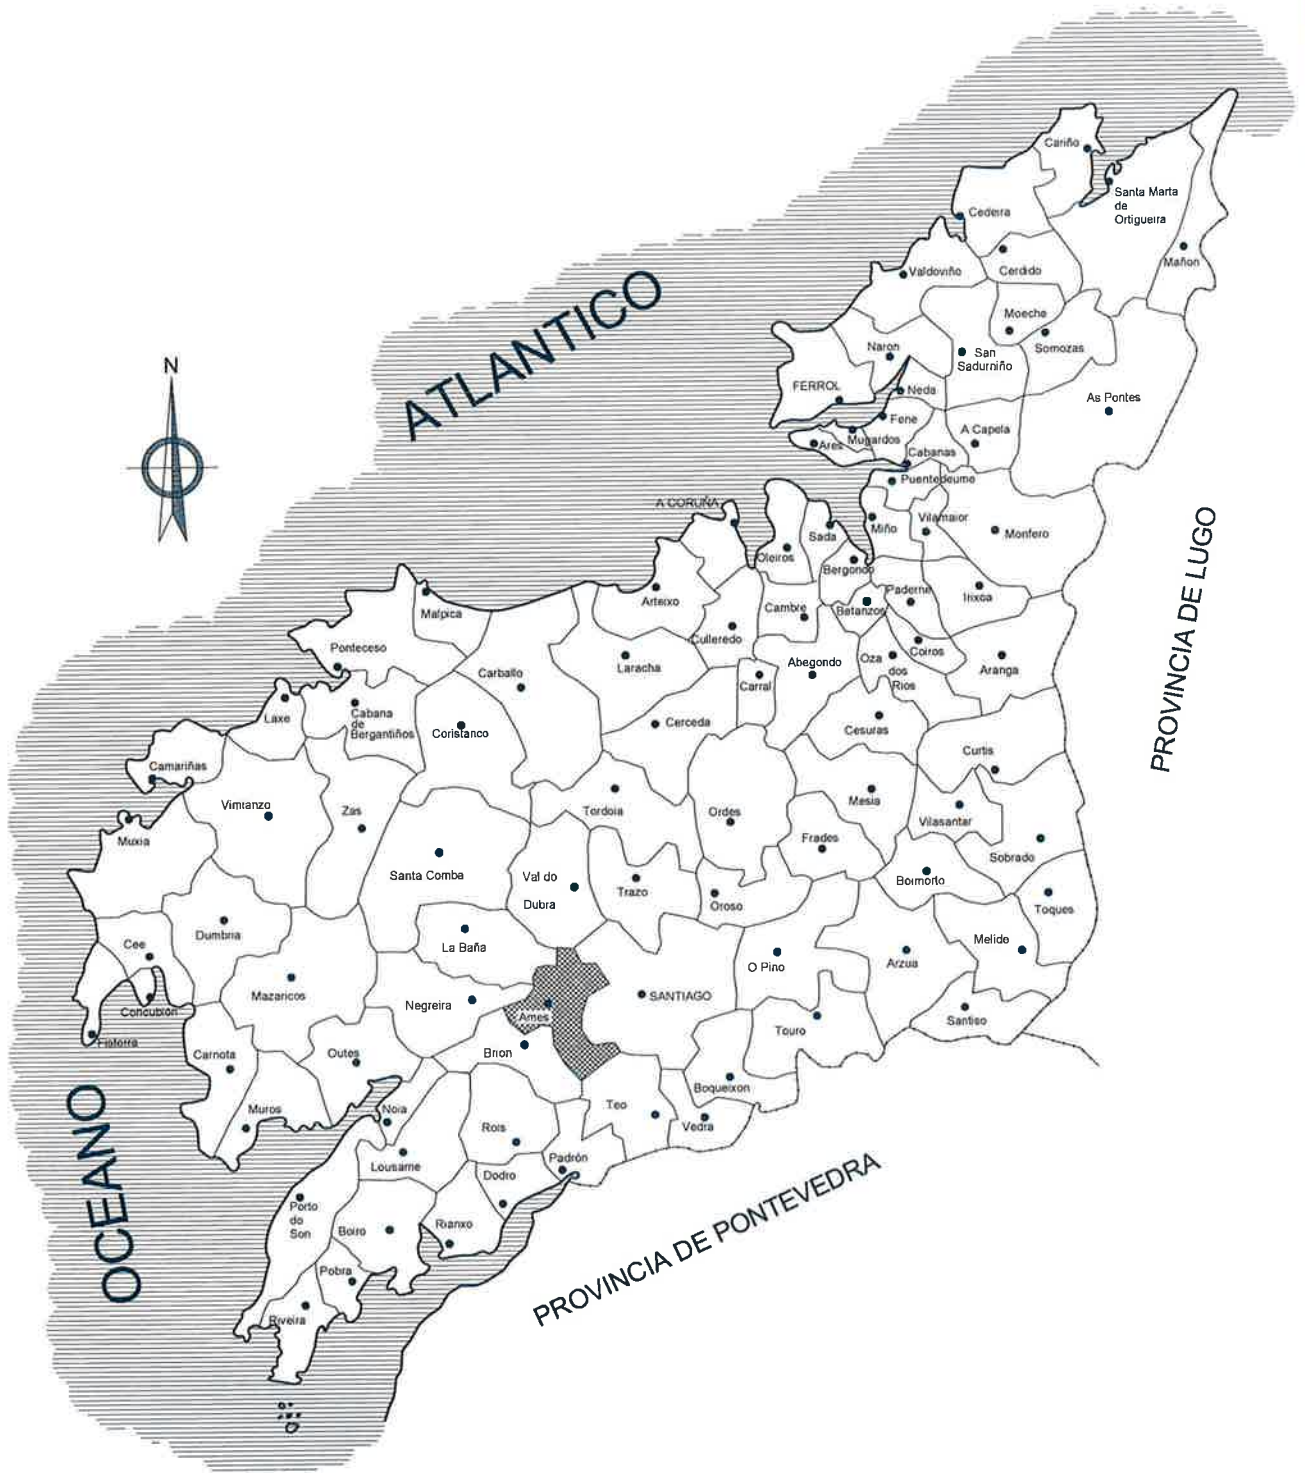 Cariño
Santa Marta
de
Ortigueira
Cedeira
Mañon
Cerdido
Valdoviño
ATLANTICO
Moeche
Somozas
Naron
San
Sadurniño
N
FERROL
Neda
As Pontes
Fene
A Capela
Mugardos
Ares
Cabanas
Puentedeume
A CORUÑA
Miño
Vilamaior
Monfero
Sada
Oleiros
Bergondo
PROVINCIA DE LUGO
Paderne
Irixoa
Arteixo
Cambre
Betanzos
Malpica
Culleredo
Ponteceso
Coiros
Abegondo
Oza
dos
Rios
Laracha
Aranga
Carballo
Carral
Laxe
Cabana
de
Bergantiños
Cerceda
Coristanco
Cesuras
Curtis
Camariñas
Vimianzo
Zas
Tordoia
Ordes
Mesia
Vilasantar
Muxia
Frades
Sobrado
Santa Comba
Val do
Dubra
Trazo
Oroso
Boimorto
Toques
Dumbria
Cee
La Baña
Melide
O Pino
Arzua
Mazaricos
Negreira
SANTIAGO
Concubion
Ames
Santiso
Touro
Fisterra
Carnota
Outes
Brion
Boqueixon
Muros
Noia
Teo
Vedra
Rois
OCEANO
Lousame
Padrón
Dodro
Porto
do
Son
Boiro
Rianxo
PROVINCIA DE PONTEVEDRA
Pobra
Riveira